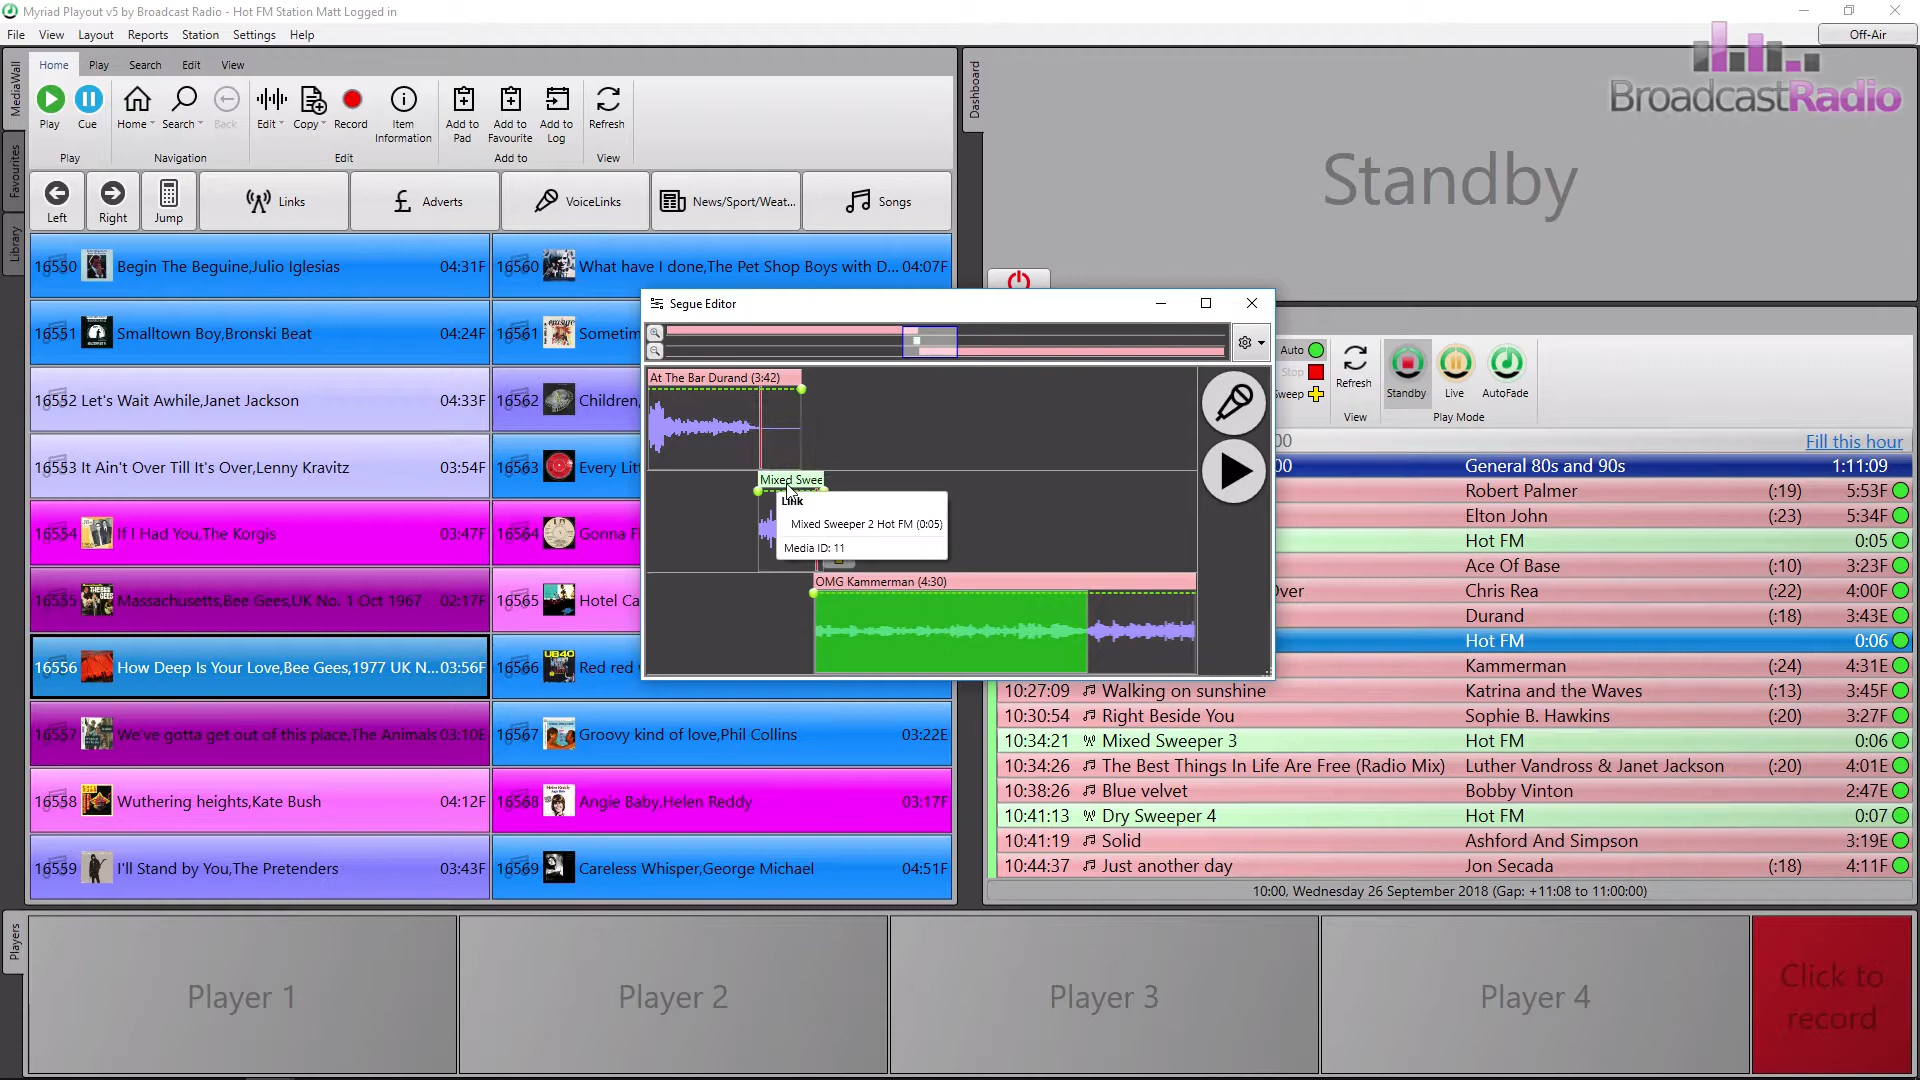 Myriad Playout v5 by Broadcast Radio - Hot FM Station Matt Logged in
File View Layout Reports Station Settings Help
Off-Air
BroadcastRadio
MediaWall
Favourites
Library
Home Play Search Edit View
Play Cue Home Search Back Edit Copy Record Item Information Add to Pad Add to Favourite Add to Log Refresh
Play Navigation Edit Add to View
Left Right Jump Links £ Adverts VoiceLinks News/Sport/Weat... Songs
16550 Begin The Beguine,Julio Iglesias 04:31F
16560 What have I done,The Pet Shop Boys with D... 04:07F
16551 Smalltown Boy,Bronski Beat 04:24F
16561 Sometim
16552 Let's Wait Awhile,Janet Jackson 04:33F
16562 Children,
16553 It Ain't Over Till It's Over,Lenny Kravitz 03:54F
16563 Every Litt
16554 If I Had You,The Korgis 03:47F
16564 Gonna
16555 Massachusetts,Bee Gees,UK No. 1 Oct 1967 02:17F
16565 Hotel Ca
16556 How Deep Is Your Love,Bee Gees,1977 UK N... 03:56F
16566 Red red
16557 We've gotta get out of this place,The Animals 03:10E
16567 Groovy kind of love,Phil Collins 03:22E
16558 Wuthering heights,Kate Bush 04:12F
16568 Angie Baby,Helen Reddy 03:17F
16559 I'll Stand by You,The Pretenders 03:43F
16569 Careless Whisper,George Michael 04:51F
Segue Editor
At The Bar Durand (3:42)
Mixed Swee
Link
Mixed Sweeper 2 Hot FM (0:05)
Media ID: 11
OMG Kammerman (4:30)
Dashboard
Standby
Auto
Stop
Sweep
Refresh Standby Live AutoFade
View Play Mode
00 Fill this hour
00 General 80s and 90s 1:11:09
Robert Palmer (:19) 5:53F
Elton John (:23) 5:34F
Hot FM 0:05
Ace Of Base (:10) 3:23F
Over Chris Rea (:22) 4:00F
Durand (:18) 3:43E
Hot FM 0:06
Kammerman (:24) 4:31E
10:27:09 Walking on sunshine Katrina and the Waves (:13) 3:45F
10:30:54 Right Beside You Sophie B. Hawkins (:20) 3:27F
10:34:21 Mixed Sweeper 3 Hot FM 0:06
10:34:26 The Best Things In Life Are Free (Radio Mix) Luther Vandross & Janet Jackson (:20) 4:01E
10:38:26 Blue velvet Bobby Vinton 2:47E
10:41:13 Dry Sweeper 4 Hot FM 0:07
10:41:19 Solid Ashford And Simpson 3:19E
10:44:37 Just another day Jon Secada (:18) 4:11F
10:00, Wednesday 26 September 2018 (Gap: +11:08 to 11:00:00)
Players
Player 1 Player 2 Player 3 Player 4
Click to
record